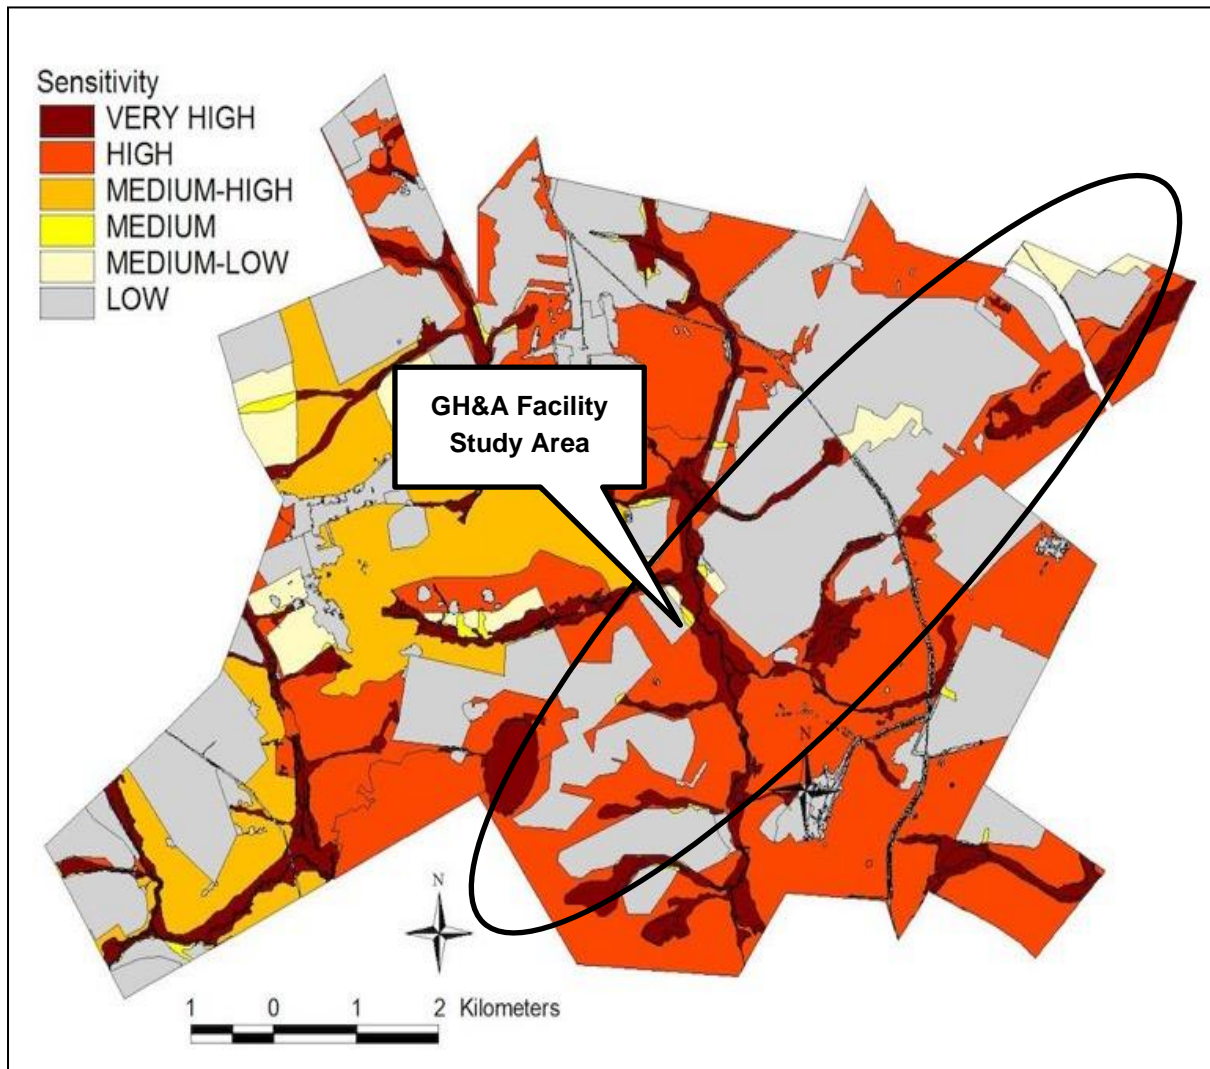 Sensitivity
VERY HIGH
HIGH
MEDIUM-HIGH
MEDIUM
MEDIUM-LOW
LOW
GH&A Facility
Study Area
N
N
1 0 1 2 Kilometers